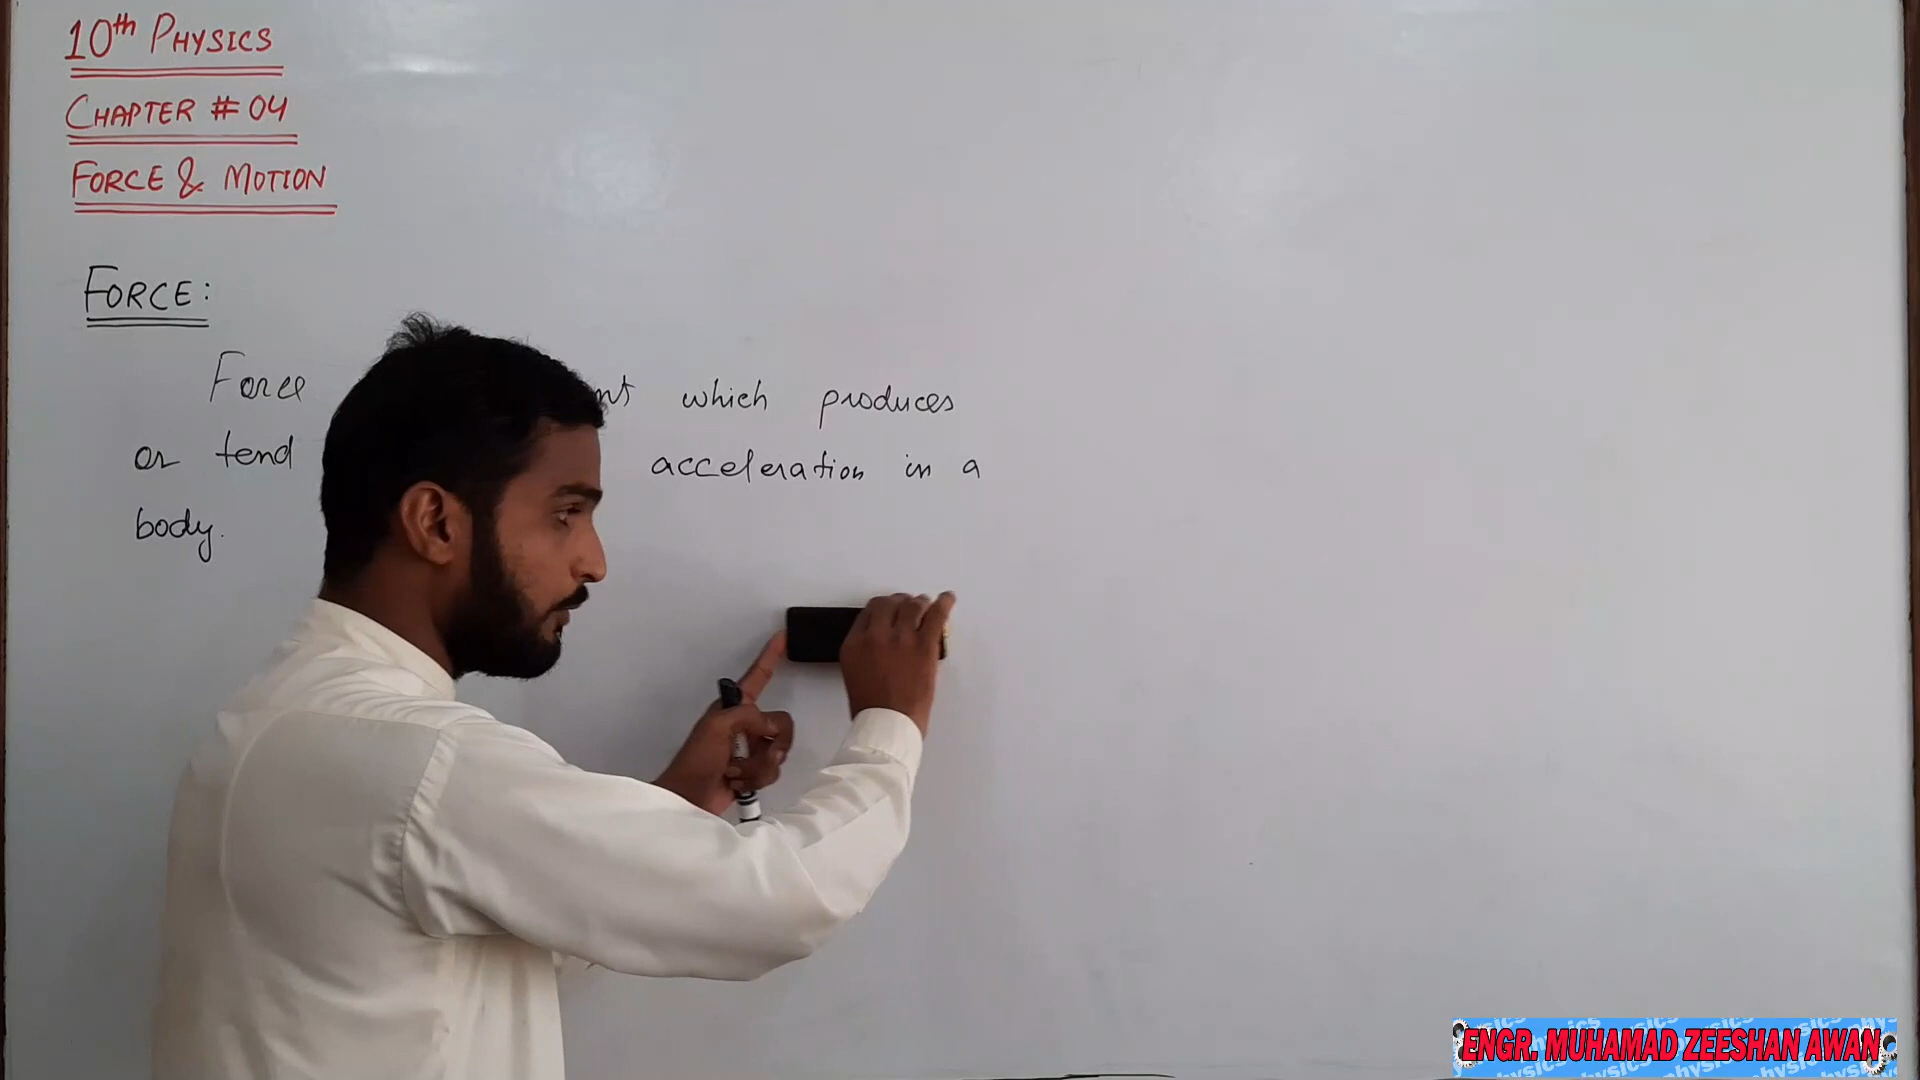 10th PHYSICS
CHAPTER # 04
FORCE & MOTION
FORCE:
Force which produces
or tend acceleration in a
body.
ENGR. MUHAMAD ZEESHAN AWAN